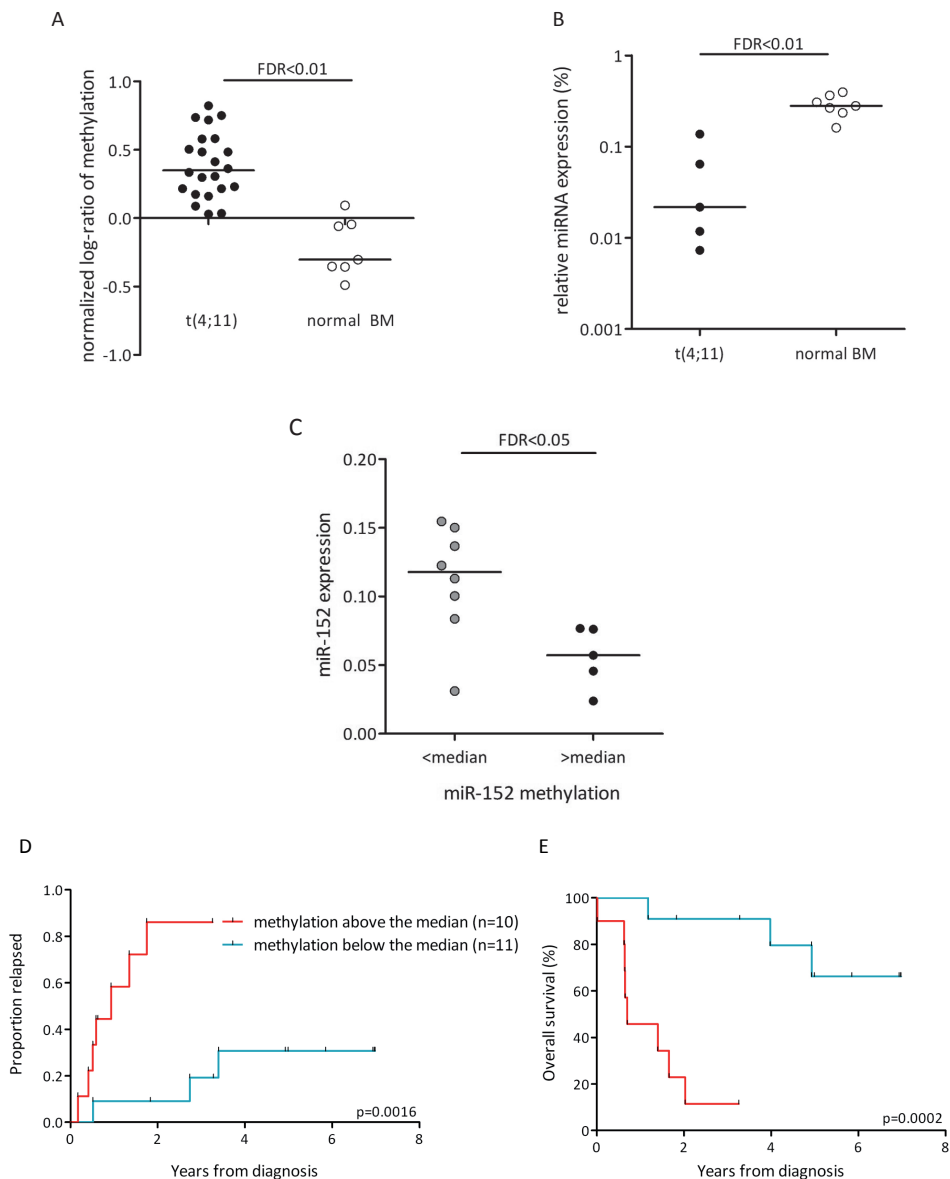 A
FDR<0.01
normalized log-ratio of methylation
1.0
0.5
0.0
-0.5
-1.0
t(4;11)
normal BM
B
FDR<0.01
relative miRNA expression (%)
1
0.1
0.01
0.001
t(4;11)
normal BM
C
FDR<0.05
miR-152 expression
0.20
0.15
0.10
0.05
0.00
<median
>median
miR-152 methylation
D
Proportion relapsed
1.0
0.8
0.6
0.4
0.2
0.0
methylation above the median (n=10)
methylation below the median (n=11)
p=0.0016
0 2 4 6 8
Years from diagnosis
E
Overall survival (%)
100
80
60
40
20
0
p=0.0002
0 2 4 6 8
Years from diagnosis